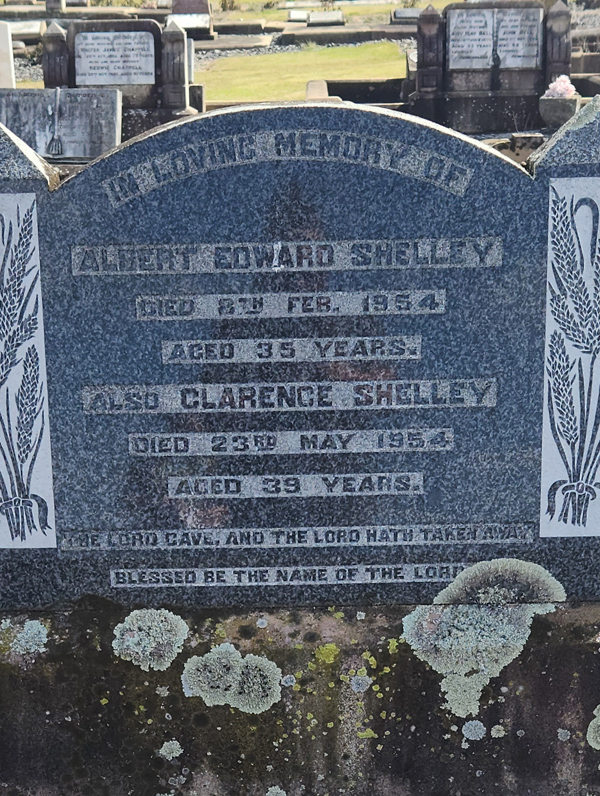 IN LOVING MEMORY OF
ALBERT EDWARD SHELLEY
DIED 8TH FEB. 1954
AGED 35 YEARS.
ALSO CLARENCE SHELLEY
DIED 23RD MAY 1954
AGED 39 YEARS.
THE LORD GAVE, AND THE LORD HATH TAKEN AWAY
BLESSED BE THE NAME OF THE LORD